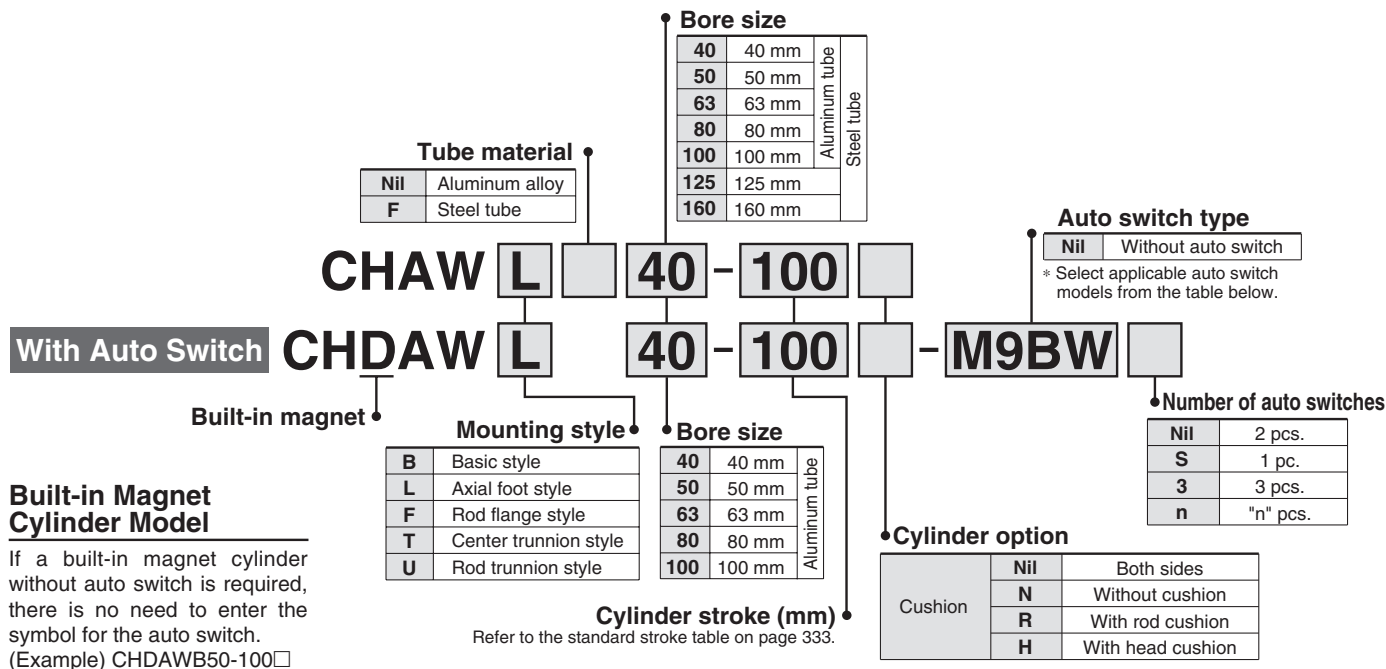 Bore size
40 40 mm
50 50 mm
63 63 mm
80 80 mm
100 100 mm
125 125 mm
160 160 mm
Aluminum tube
Steel tube
Tube material
Nil Aluminum alloy
F Steel tube
Auto switch type
Nil Without auto switch
* Select applicable auto switch
models from the table below.
CHAW L 40 - 100
With Auto Switch CHDAW L 40 - 100 - M9BW
Built-in magnet
Number of auto switches
Nil 2 pcs.
S 1 pc.
3 3 pcs.
n "n" pcs.
Mounting style
B Basic style
L Axial foot style
F Rod flange style
T Center trunnion style
U Rod trunnion style
Bore size
40 40 mm
50 50 mm
63 63 mm
80 80 mm
100 100 mm
Aluminum tube
Built-in Magnet
Cylinder Model
If a built-in magnet cylinder
without auto switch is required,
there is no need to enter the
symbol for the auto switch.
(Example) CHDAWB50-100□
Cylinder stroke (mm)
Refer to the standard stroke table on page 333.
Cylinder option
Cushion
Nil Both sides
N Without cushion
R With rod cushion
H With head cushion